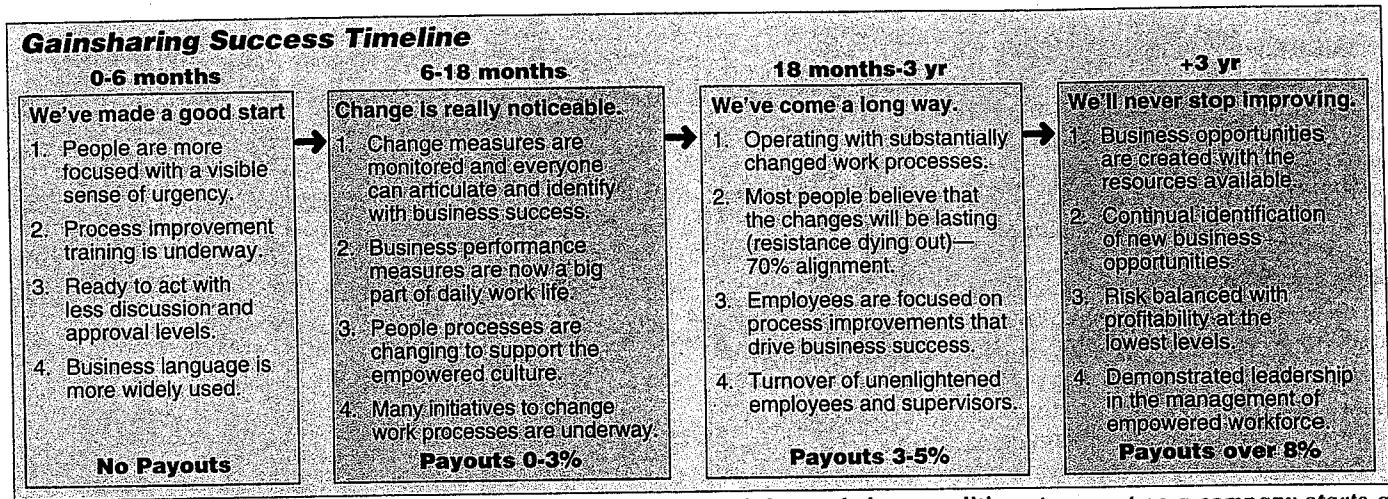 Gainsharing Success Timeline
0-6 months
We've made a good start
1. People are more
focused with a visible
sense of urgency.
2. Process improvement
training is underway.
3. Ready to act with
less discussion and
approval levels.
4. Business language is
more widely used.
No Payouts
6-18 months
Change is really noticeable.
1. Change measures are
monitored and everyone
can articulate and identify
with business success.
2. Business performance
measures are now a big
part of daily work life.
3. People processes are
changing to support the
empowered culture.
4. Many initiatives to change
work processes are underway.
Payouts 0-3%
18 months-3 yr
We've come a long way.
1. Operating with substantially
changed work processes.
2. Most people believe that
the changes will be lasting
(resistance dying out)—
70% alignment.
3. Employees are focused on
process improvements that
drive business success.
4. Turnover of unenlightened
employees and supervisors.
Payouts 3-5%
+3 yr
We'll never stop improving.
1. Business opportunities
are created with the
resources available.
2. Continual identification
of new business
opportunities
3. Risk balanced with
profitability at the
lowest levels.
4. Demonstrated leadership
in the management of
empowered workforce.
Payouts over 8%